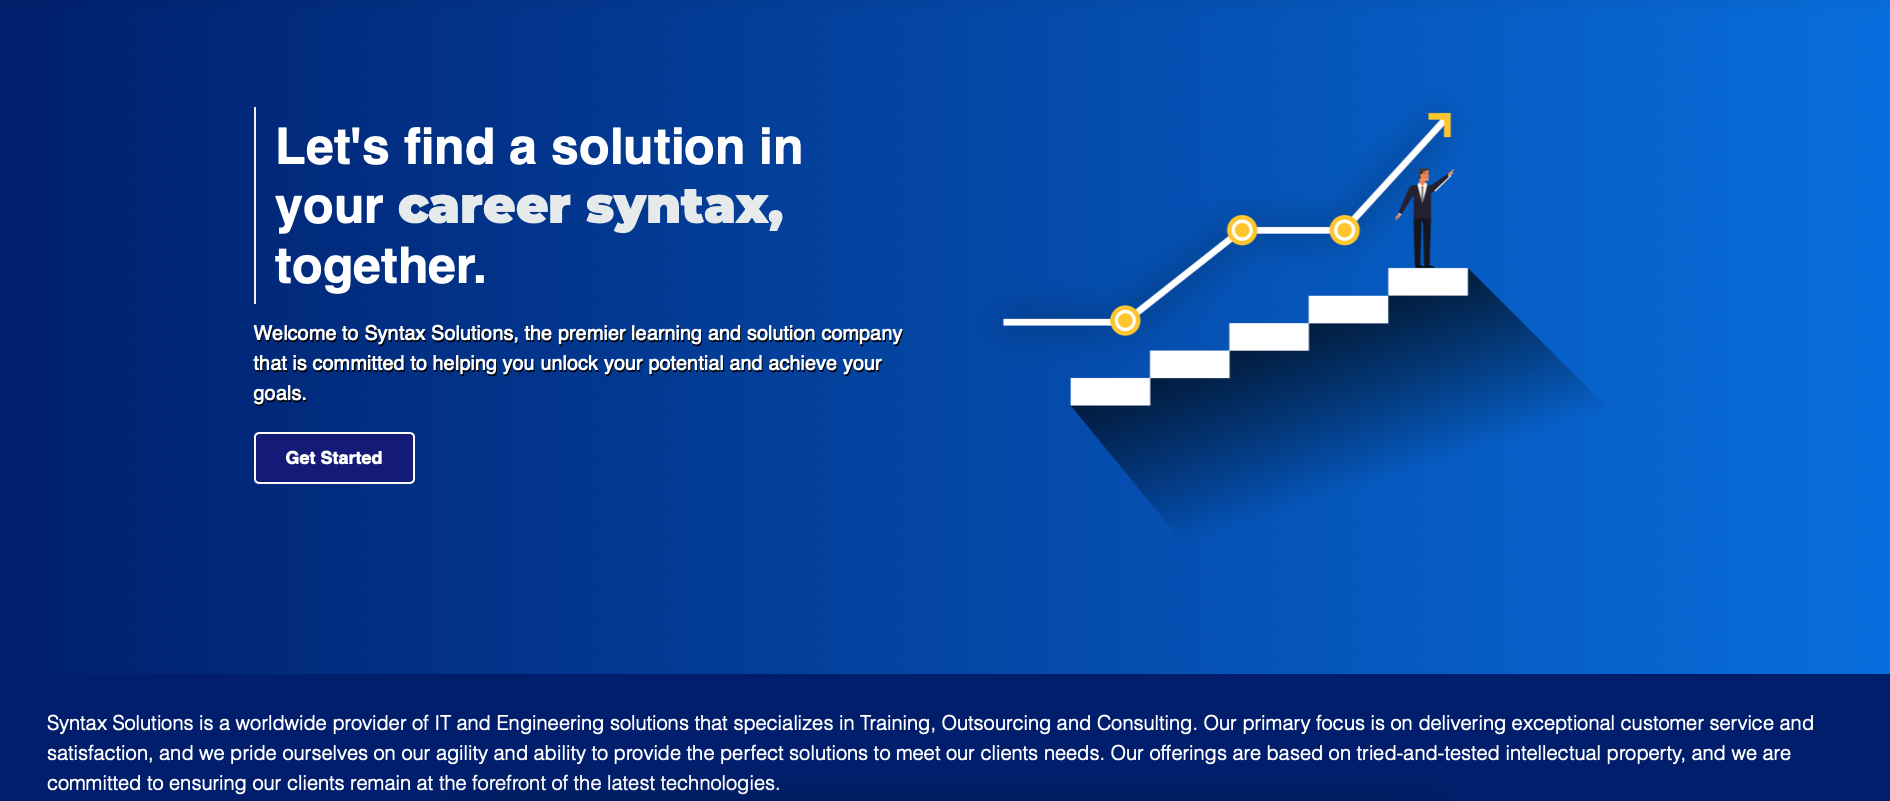 Let's find a solution in
your career syntax,
together.
Welcome to Syntax Solutions, the premier learning and solution company
that is committed to helping you unlock your potential and achieve your
goals.
Get Started
Syntax Solutions is a worldwide provider of IT and Engineering solutions that specializes in Training, Outsourcing and Consulting. Our primary focus is on delivering exceptional customer service and
satisfaction, and we pride ourselves on our agility and ability to provide the perfect solutions to meet our clients needs. Our offerings are based on tried-and-tested intellectual property, and we are
committed to ensuring our clients remain at the forefront of the latest technologies.